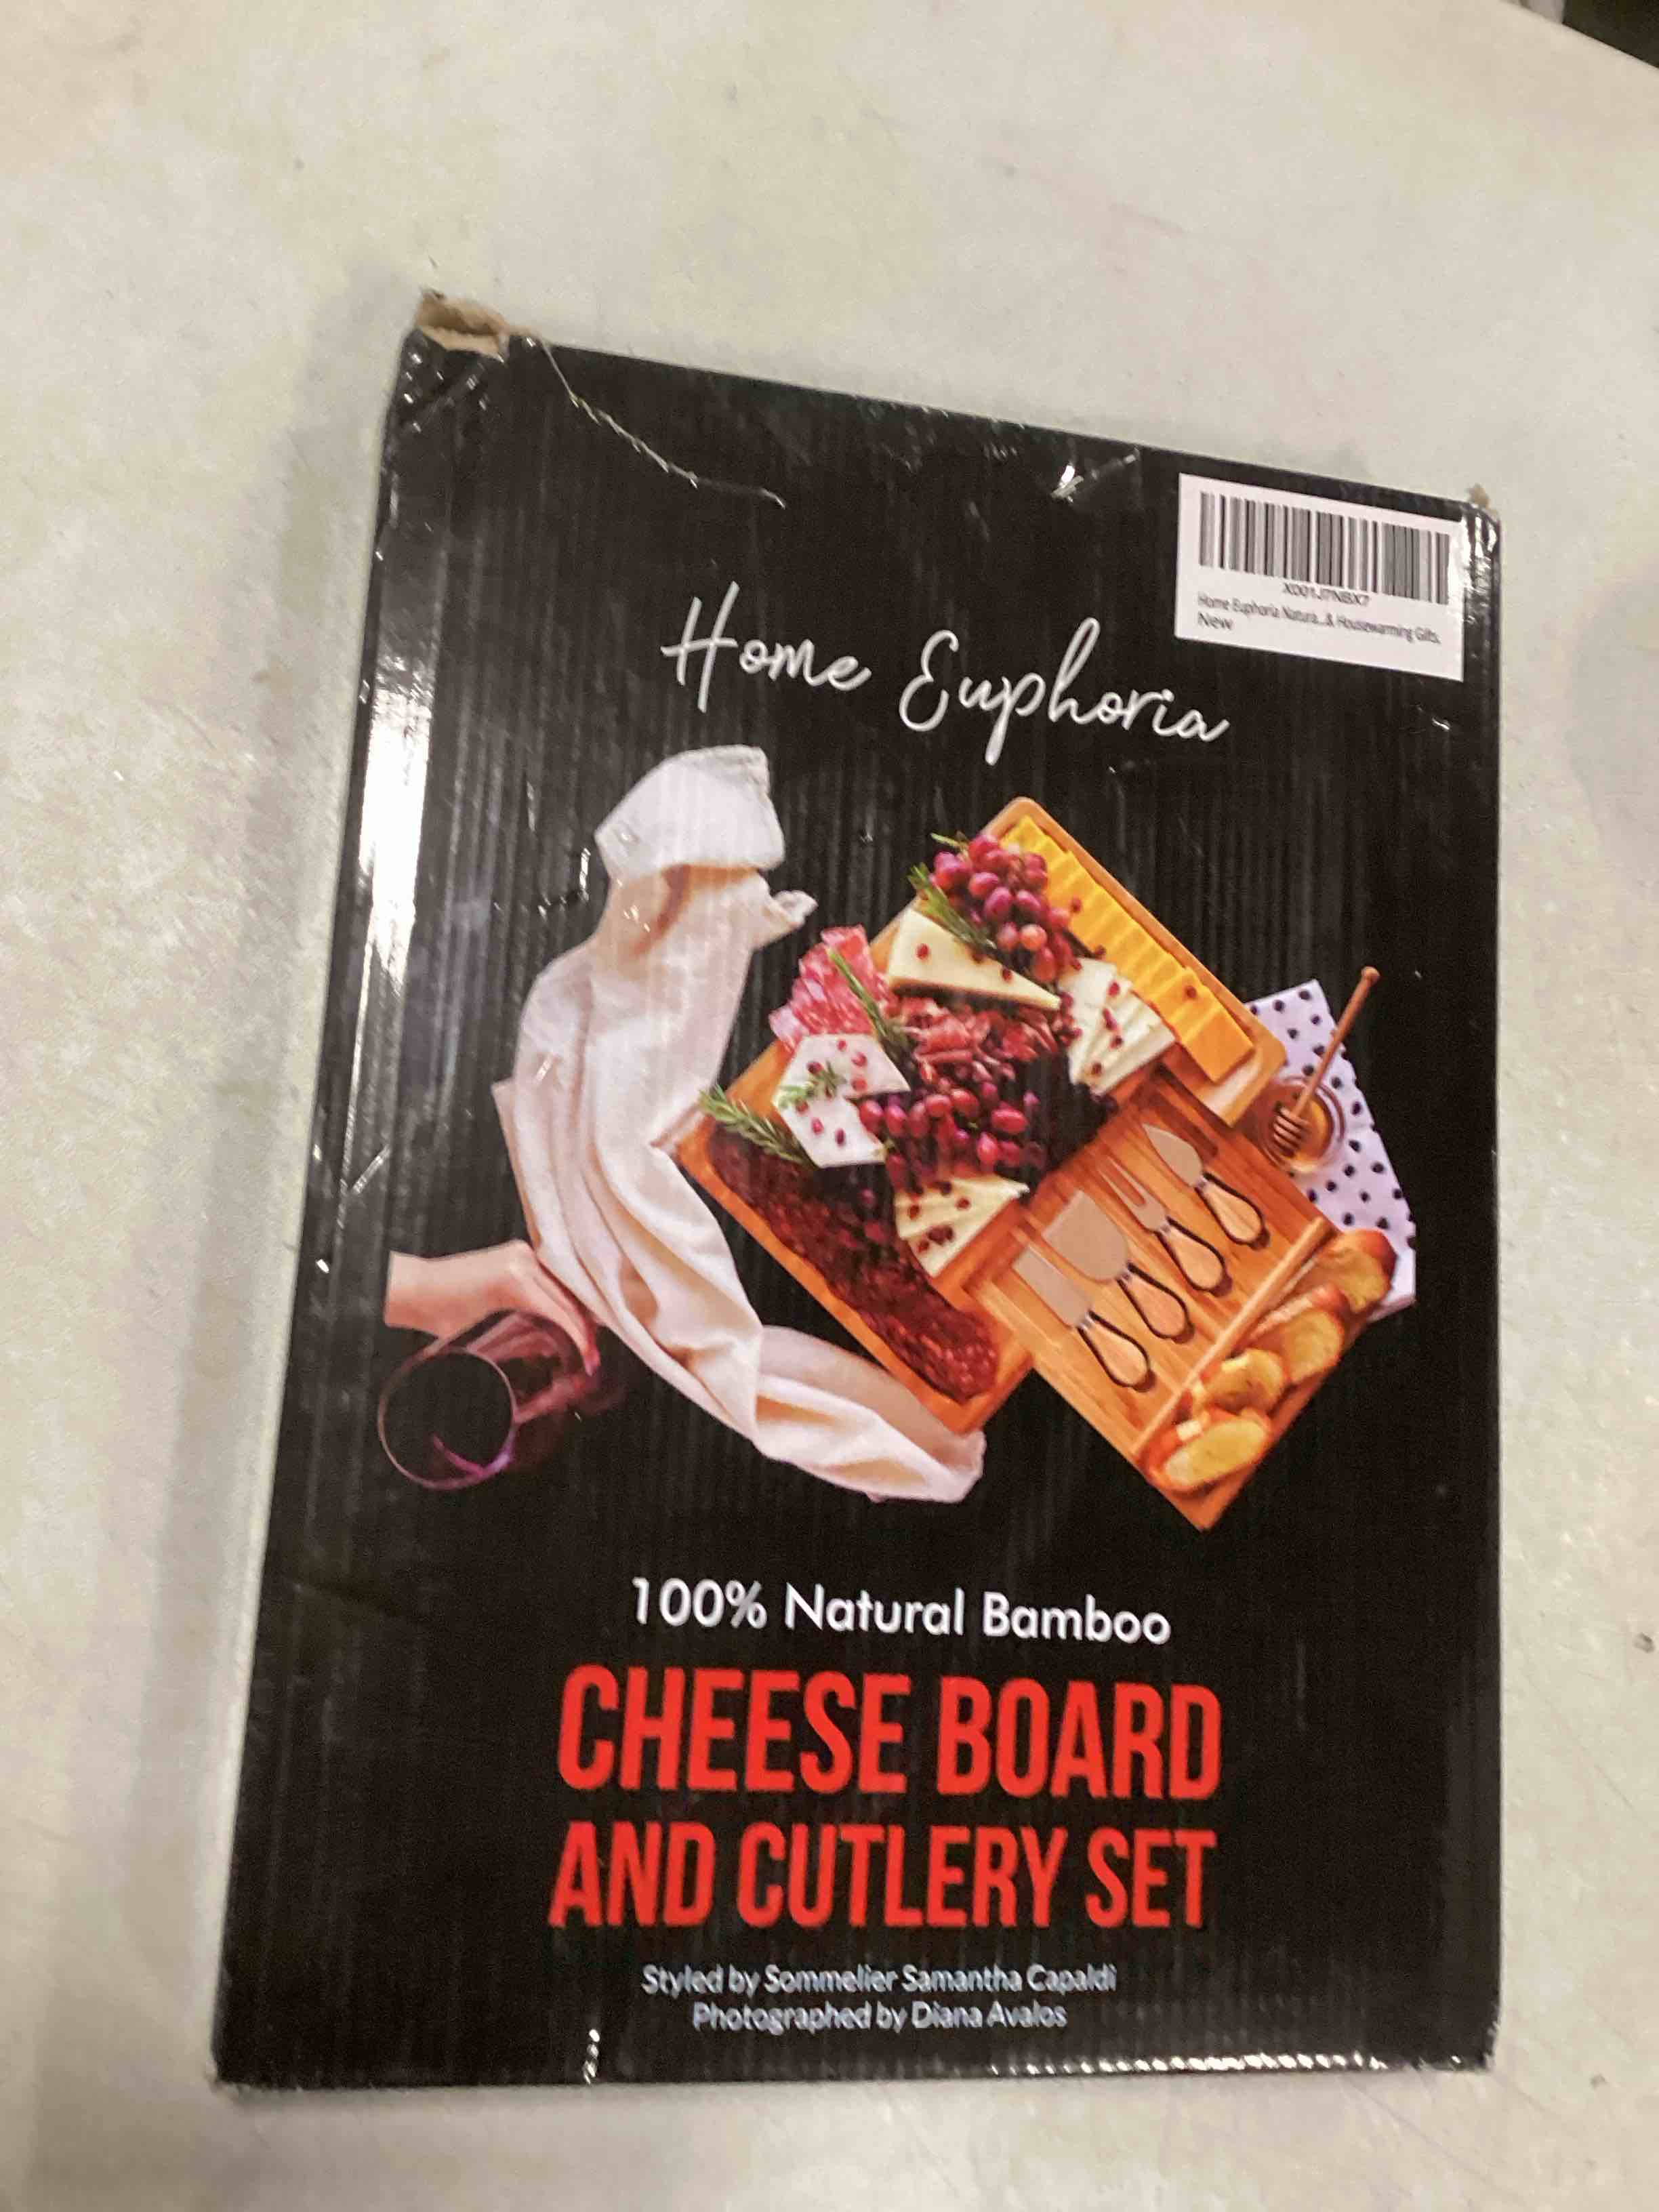 X001J7NBX7
Home Euphoria Natura...& Housewarming Gifts,
New
Home Euphoria
100% Natural Bamboo
CHEESE BOARD
AND CUTLERY SET
Styled by Sommelier Samantha Capaldi
Photographed by Diana Avalos